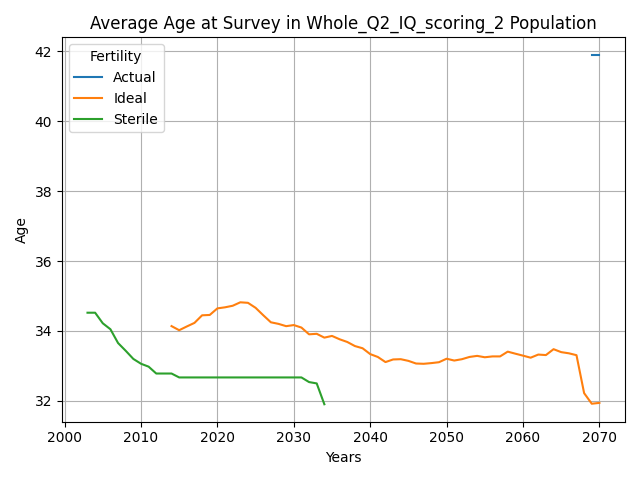 Average Age at Survey in Whole_Q2_IQ_scoring_2 Population
Fertility
Actual
Ideal
Sterile
Age
42
40
38
36
34
32
2000 2010 2020 2030 2040 2050 2060 2070
Years